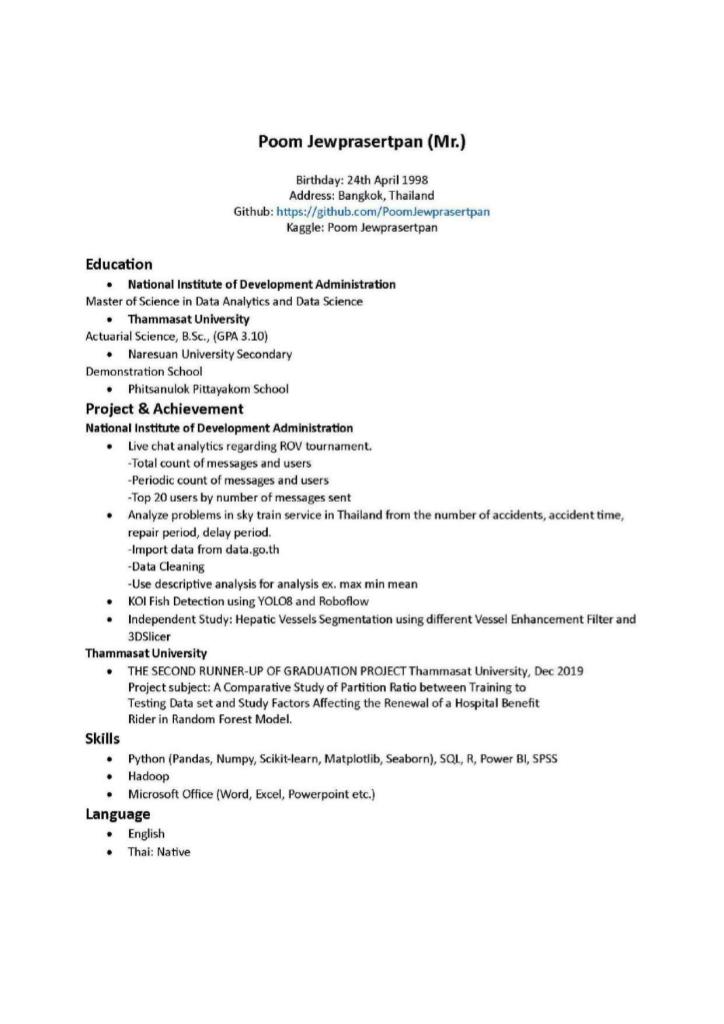 Poom Jewprasertpan (Mr.)
Birthday: 24th April 1998
Address: Bangkok, Thailand
Github: https://github.com/PoomJewprasertpan
Kaggle: Poom Jewprasertpan
Education
• National Institute of Development Administration
Master of Science in Data Analytics and Data Science
• Thammasat University
Actuarial Science, B.Sc., (GPA 3.10)
• Naresuan University Secondary
Demonstration School
• Phitsanulok Pittayakom School
Project & Achievement
National Institute of Development Administration
• Live chat analytics regarding ROV tournament.
-Total count of messages and users
-Periodic count of messages and users
-Top 20 users by number of messages sent
• Analyze problems in sky train service in Thailand from the number of accidents, accident time,
repair period, delay period.
-Import data from data.go.th
-Data Cleaning
-Use descriptive analysis for analysis ex. max min mean
• KOI Fish Detection using YOLO8 and Roboflow
• Independent Study: Hepatic Vessels Segmentation using different Vessel Enhancement Filter and
3DSlicer
Thammasat University
• THE SECOND RUNNER-UP OF GRADUATION PROJECT Thammasat University, Dec 2019
Project subject: A Comparative Study of Partition Ratio between Training to
Testing Data set and Study Factors Affecting the Renewal of a Hospital Benefit
Rider in Random Forest Model.
Skills
• Python (Pandas, Numpy, Scikit-learn, Matplotlib, Seaborn), SQL, R, Power BI, SPSS
• Hadoop
• Microsoft Office (Word, Excel, Powerpoint etc.)
Language
• English
• Thai: Native